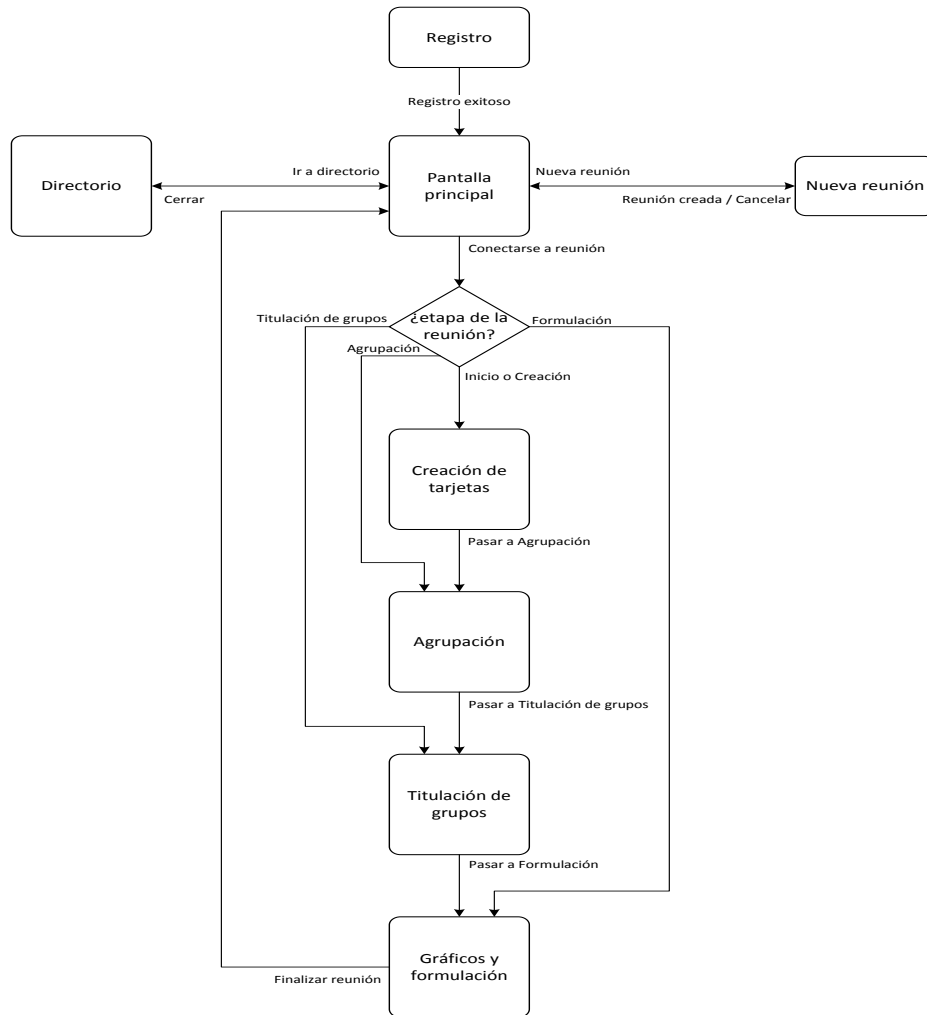 Registro
Registro exitoso
Directorio
Ir a directorio
Cerrar
Pantalla
principal
Nueva reunión
Reunión creada / Cancelar
Nueva reunión
Conectarse a reunión
¿etapa de la
reunión?
Titulación de grupos
Agrupación
Formulación
Inicio o Creación
Creación de
tarjetas
Pasar a Agrupación
Agrupación
Pasar a Titulación de grupos
Titulación de
grupos
Pasar a Formulación
Gráficos y
formulación
Finalizar reunión